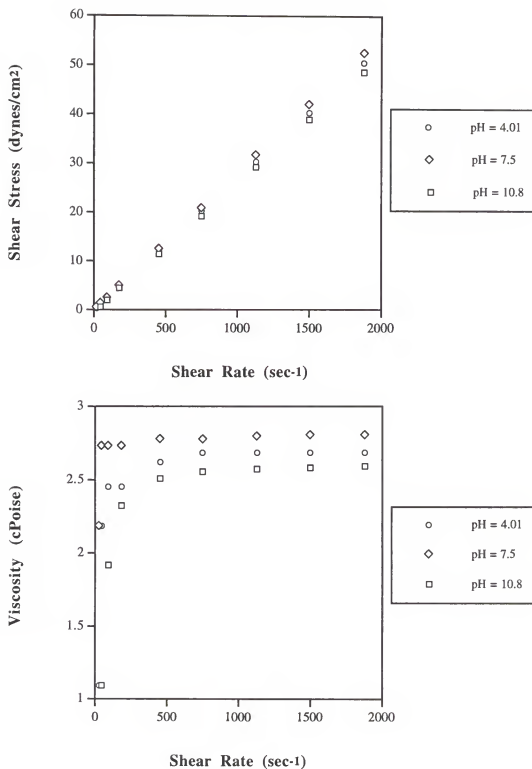 60
50
40
30
20
10
0
Shear Stress (dynes/cm2)
0 500 1000 1500 2000
Shear Rate (sec-1)
pH = 4.01
pH = 7.5
pH = 10.8
3
2.5
2
1.5
1
Viscosity (cPoise)
0 500 1000 1500 2000
Shear Rate (sec-1)
pH = 4.01
pH = 7.5
pH = 10.8